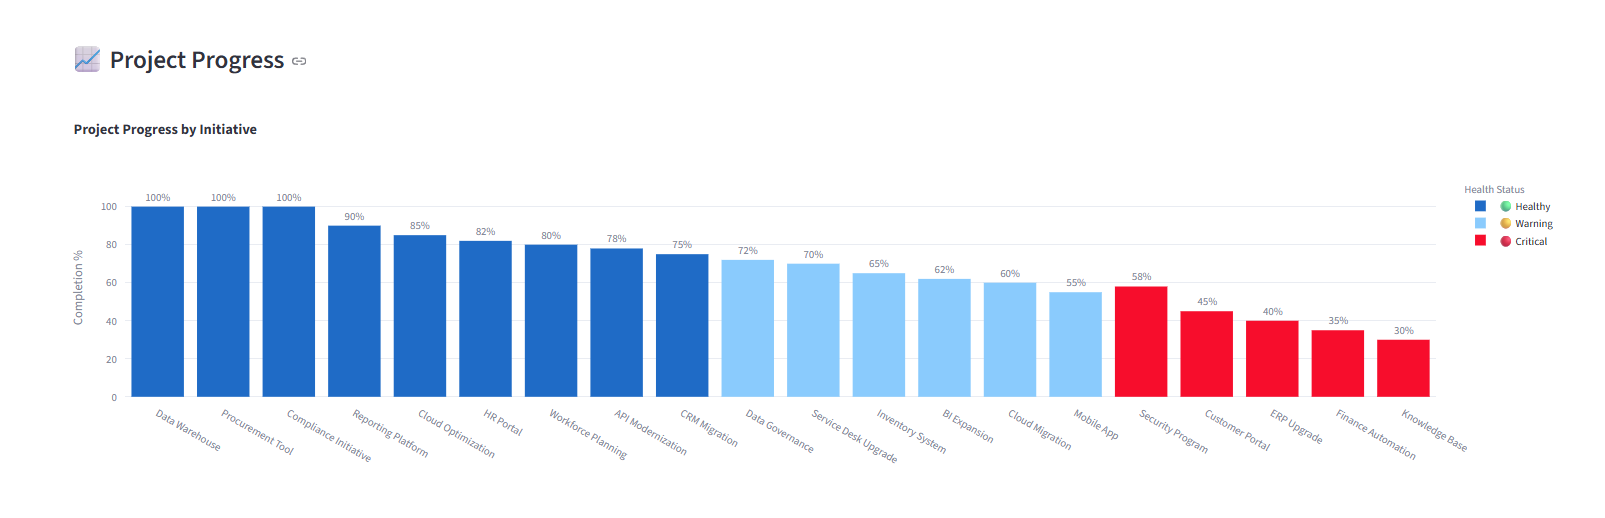 Project Progress
Project Progress by Initiative
Completion %
100
80
60
40
20
0
100%
100%
100%
90%
85%
82%
80%
78%
75%
72%
70%
65%
62%
60%
55%
58%
45%
40%
35%
30%
Data Warehouse
Procurement Tool
Compliance Initiative
Reporting Platform
Cloud Optimization
HR Portal
Workforce Planning
API Modernization
CRM Migration
Data Governance
Service Desk Upgrade
Inventory System
BI Expansion
Cloud Migration
Mobile App
Security Program
Customer Portal
ERP Upgrade
Finance Automation
Knowledge Base
Health Status
Healthy
Warning
Critical